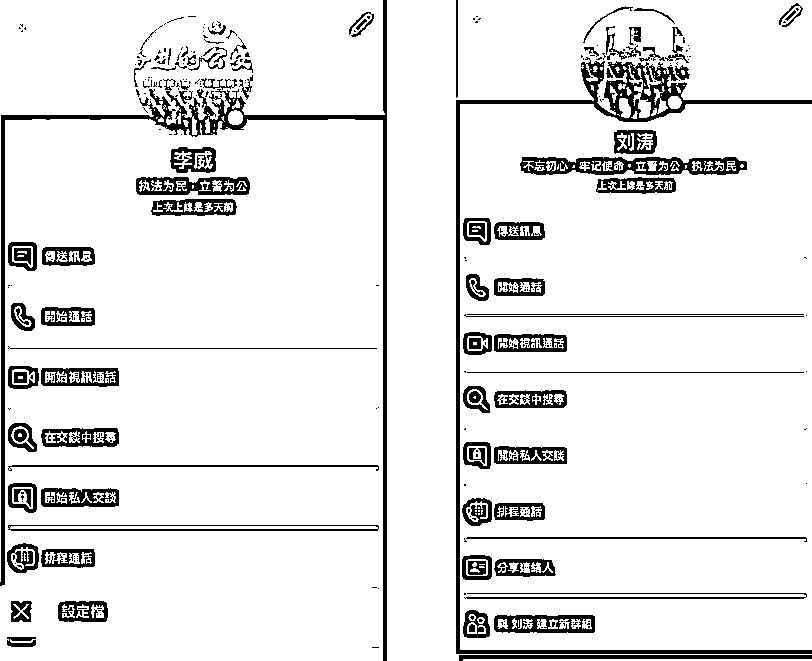 李威
执法为民，立警为公
上次上線是多天前
傳送訊息
開始通話
開始視訊通話
在交談中搜尋
開始私人交談
排程通話
設定檔
刘涛
不忘初心，牢记使命，立警为公，执法为民。
上次上線是多天前
傳送訊息
開始通話
開始視訊通話
在交談中搜尋
開始私人交談
排程通話
分享連絡人
與 刘涛 建立新群組